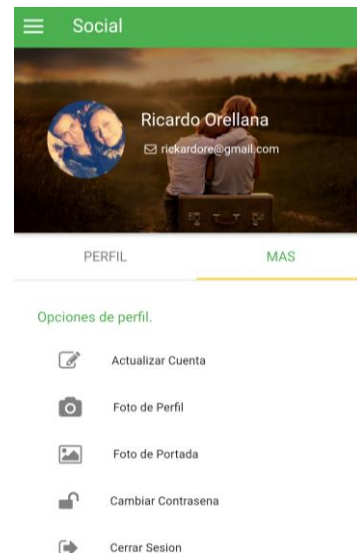 Social
Ricardo Orellana
rickardore@gmail.com
PERFIL
MAS
Opciones de perfil.
Actualizar Cuenta
Foto de Perfil
Foto de Portada
Cambiar Contrasena
Cerrar Sesion